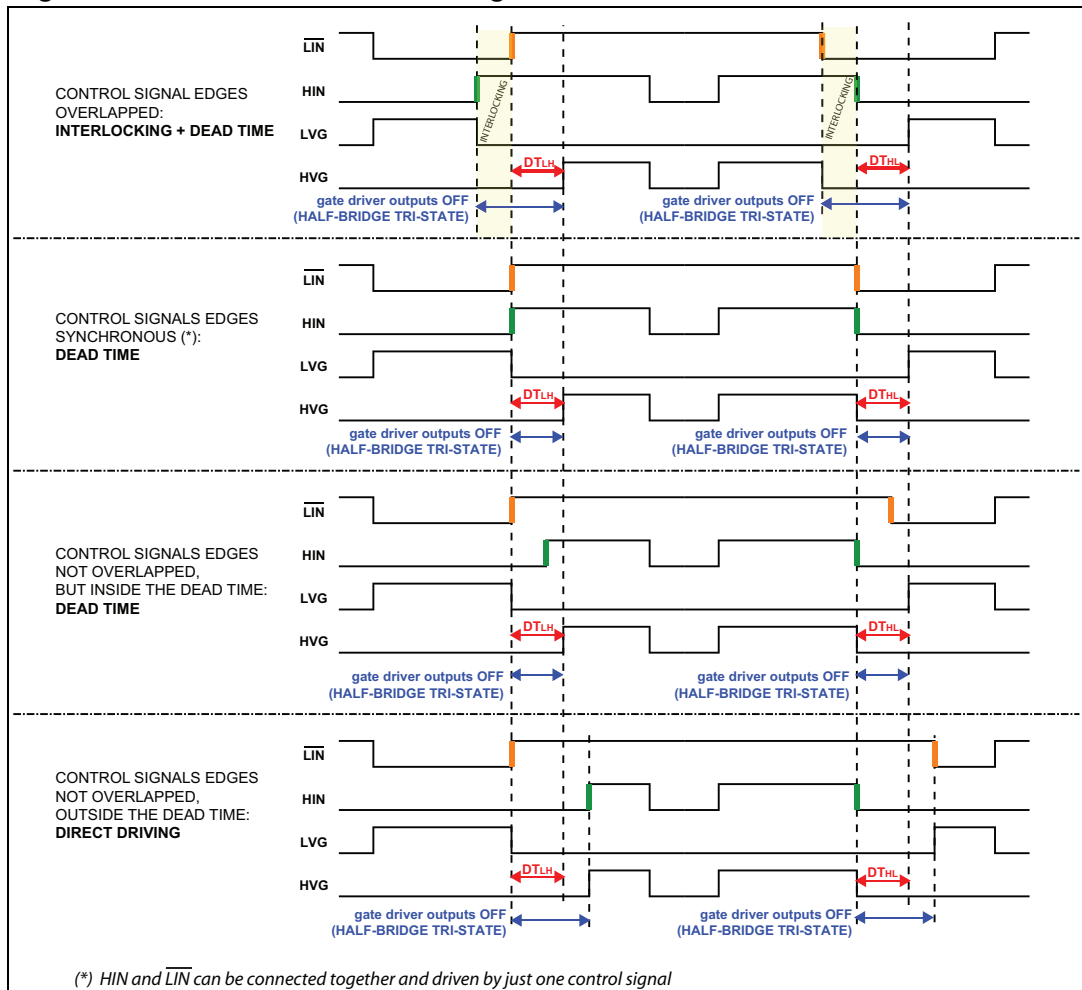 LIN
HIN
CONTROL SIGNAL EDGES
OVERLAPPED:
INTERLOCKING + DEAD TIME
LVG
HVG
INTERLOCKING
INTERLOCKING
DTLH
DTHL
gate driver outputs OFF
(HALF-BRIDGE TRI-STATE)
gate driver outputs OFF
(HALF-BRIDGE TRI-STATE)
LIN
HIN
CONTROL SIGNALS EDGES
SYNCHRONOUS (*):
DEAD TIME
LVG
HVG
DTLH
DTHL
gate driver outputs OFF
(HALF-BRIDGE TRI-STATE)
gate driver outputs OFF
(HALF-BRIDGE TRI-STATE)
LIN
HIN
CONTROL SIGNALS EDGES
NOT OVERLAPPED,
BUT INSIDE THE DEAD TIME:
DEAD TIME
LVG
HVG
DTLH
DTHL
gate driver outputs OFF
(HALF-BRIDGE TRI-STATE)
gate driver outputs OFF
(HALF-BRIDGE TRI-STATE)
LIN
HIN
CONTROL SIGNALS EDGES
NOT OVERLAPPED,
OUTSIDE THE DEAD TIME:
DIRECT DRIVING
LVG
HVG
DTLH
DTHL
gate driver outputs OFF
(HALF-BRIDGE TRI-STATE)
gate driver outputs OFF
(HALF-BRIDGE TRI-STATE)
(*) HIN and LIN can be connected together and driven by just one control signal